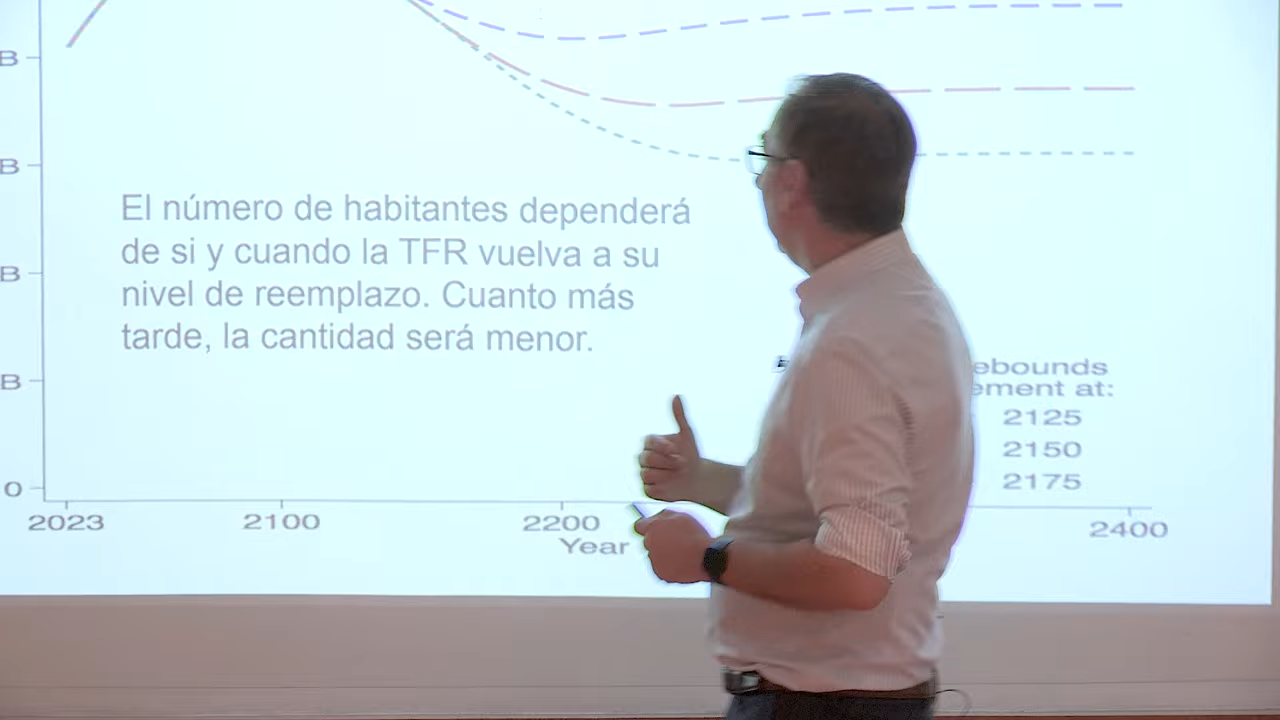 B
B
El número de habitantes dependerá
de si y cuando la TFR vuelva a su
B
nivel de reemplazo. Cuanto más
tarde, la cantidad será menor.
ebounds
B
ement at:
2125
2150
2175
0
2023 2100 2200 2400
Year